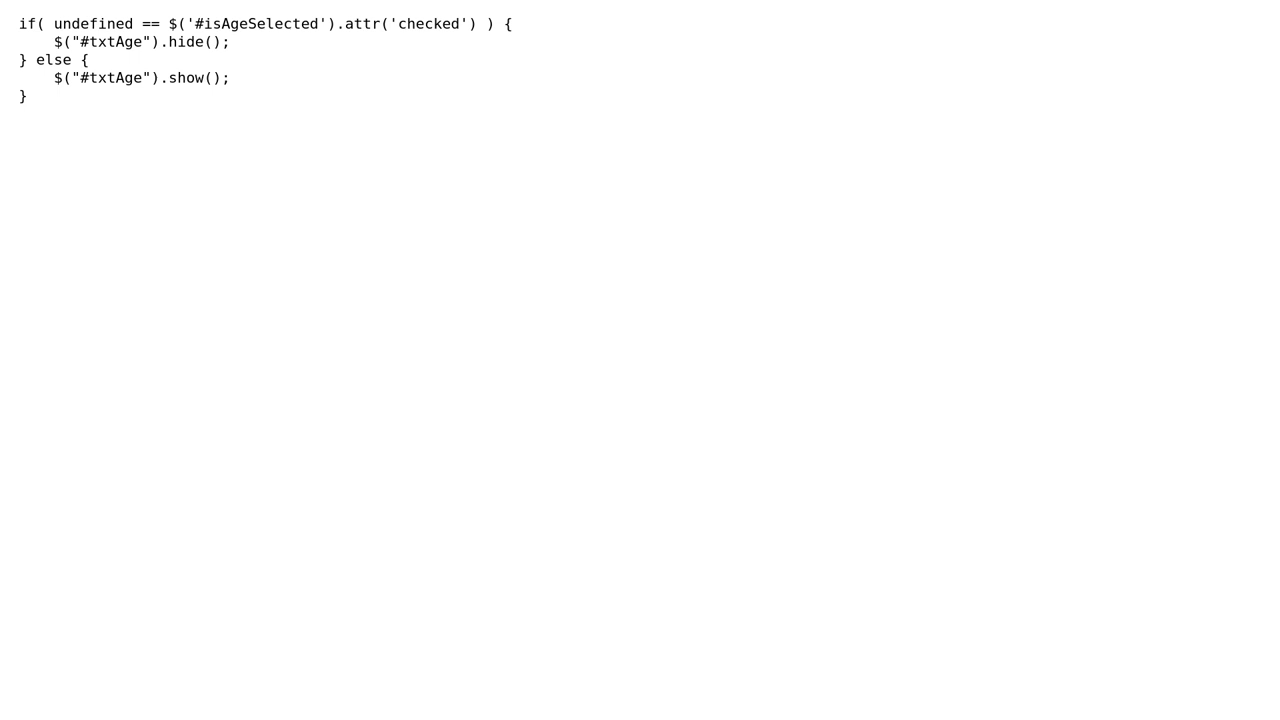 if( undefined == $('#isAgeSelected').attr('checked') ) {
    $("#txtAge").hide();
} else {
    $("#txtAge").show();
}